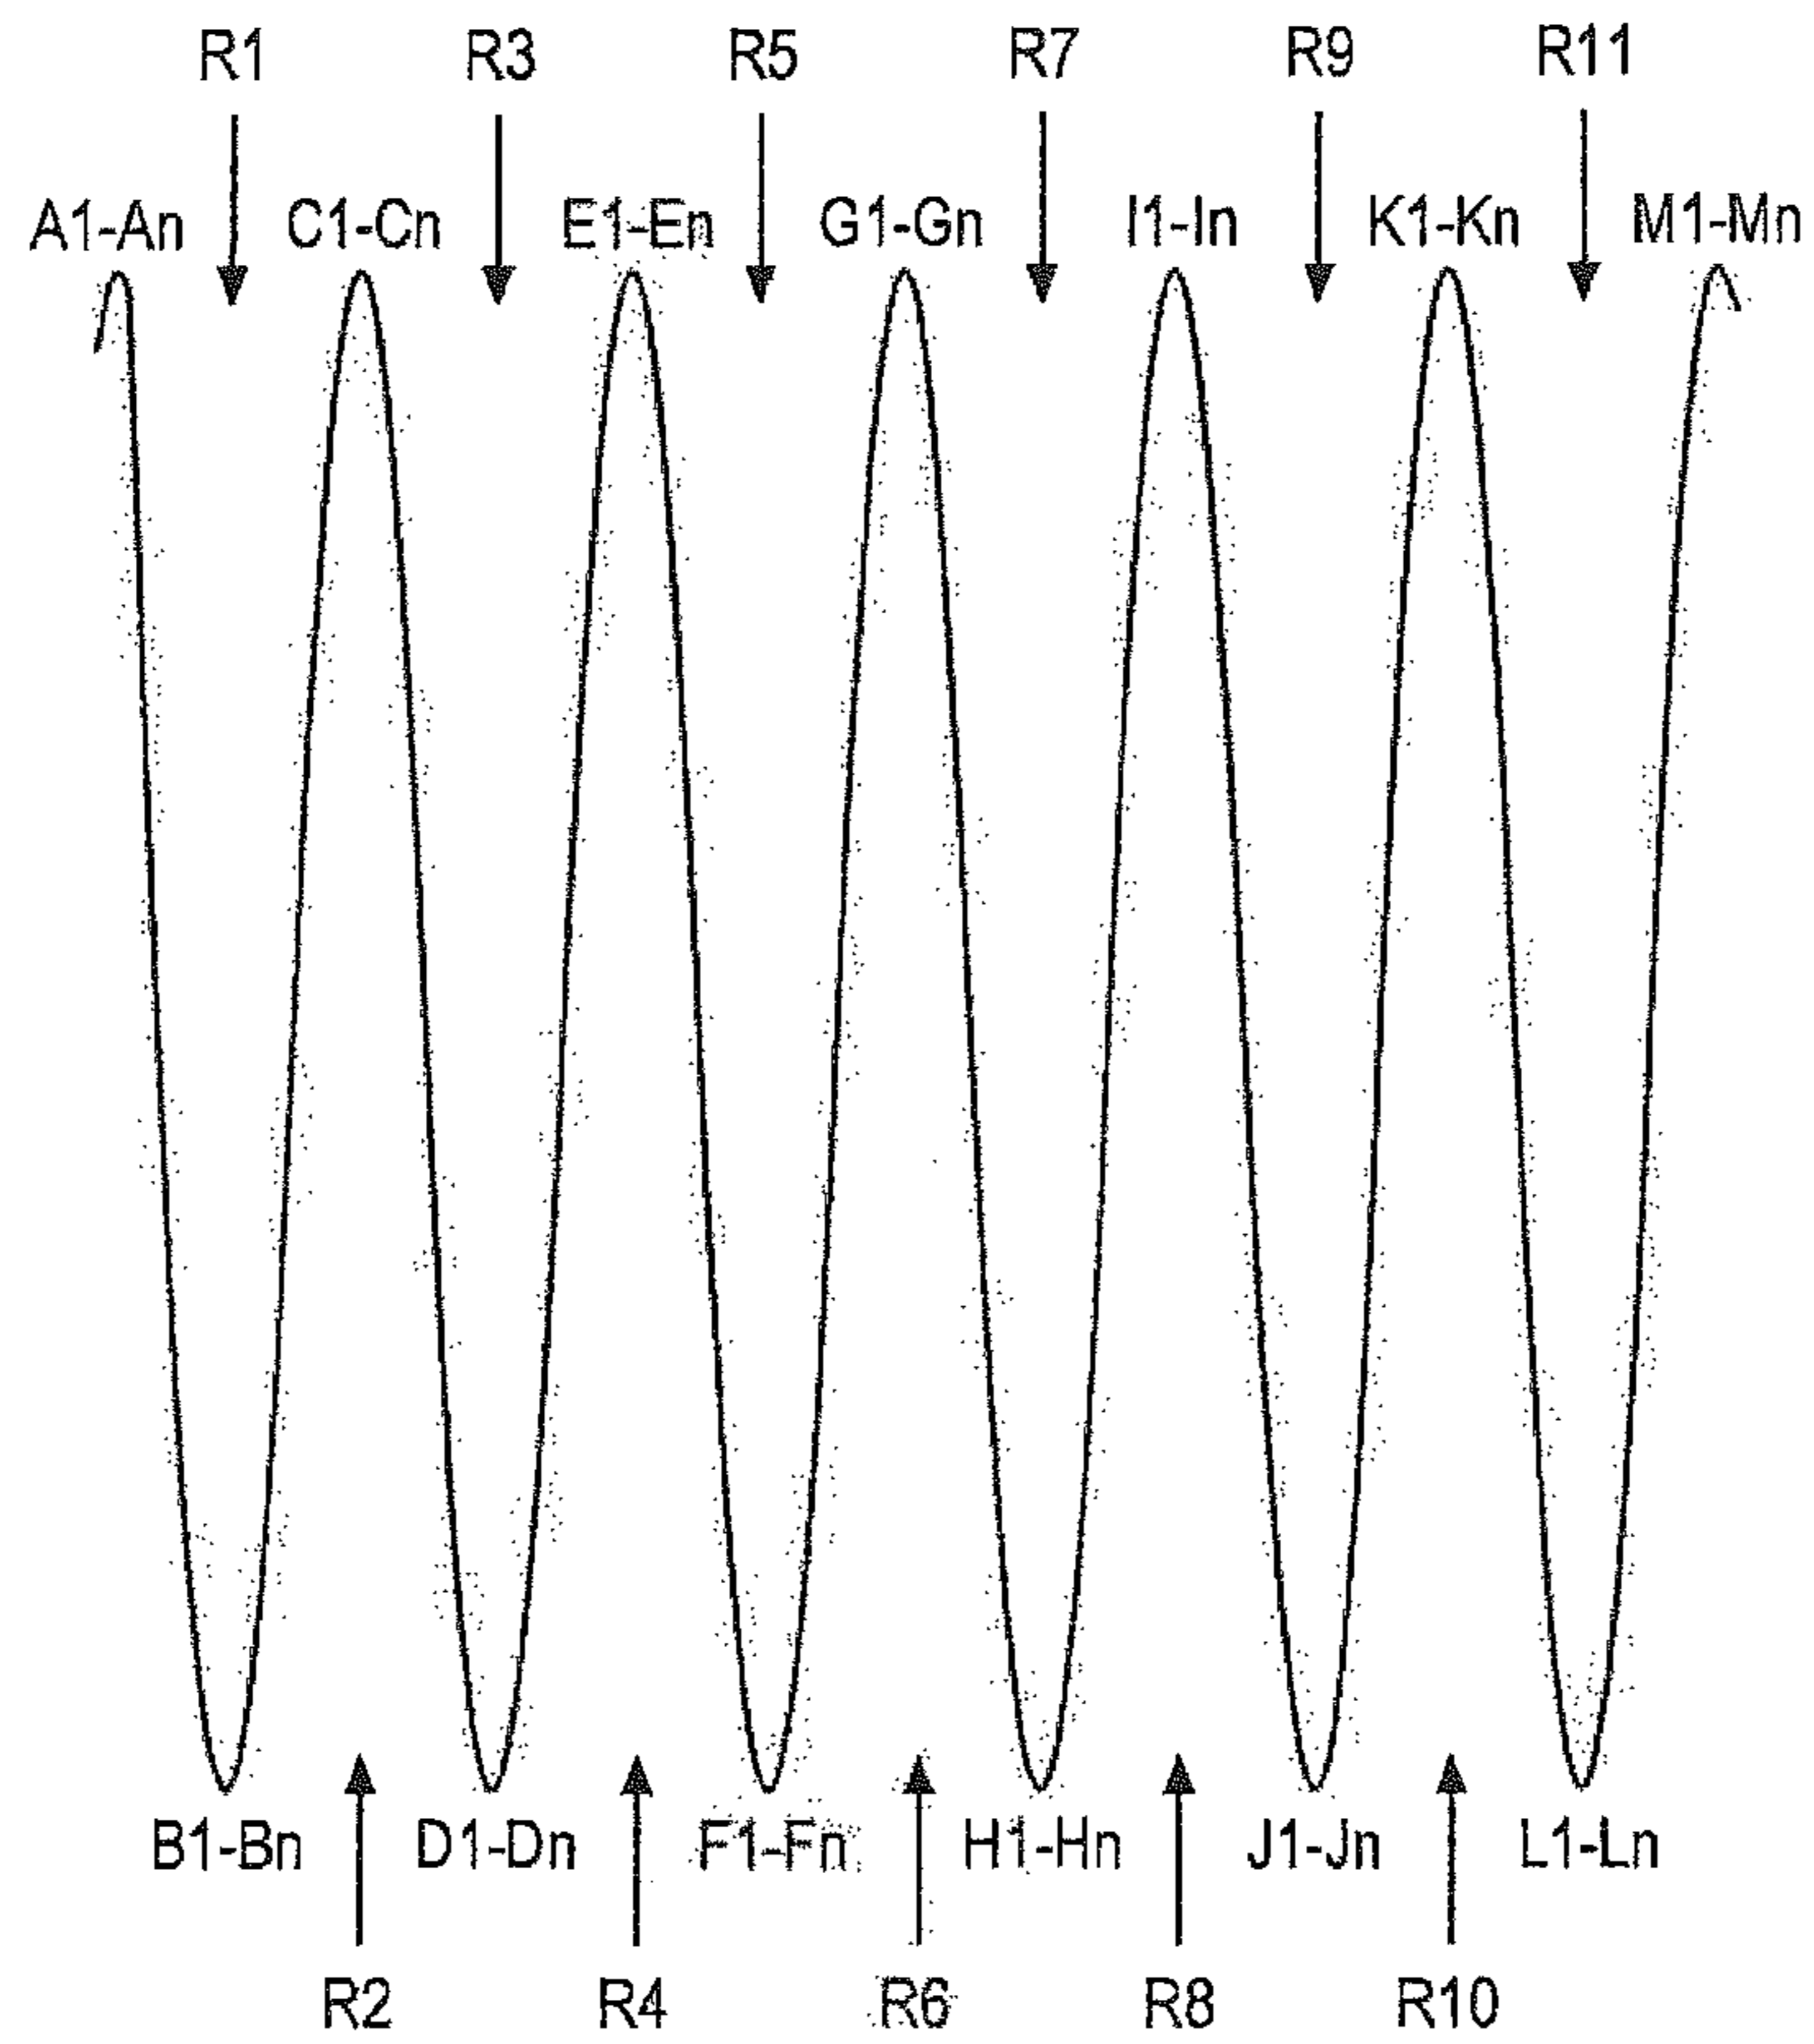 R1 R3 R5 R7 R9 R11
A1-An C1-Cn E1-En G1-Gn I1-In K1-Kn M1-Mn
B1-Bn D1-Dn F1-Fn H1-Hn J1-Jn L1-Ln
R2 R4 R6 R8 R10